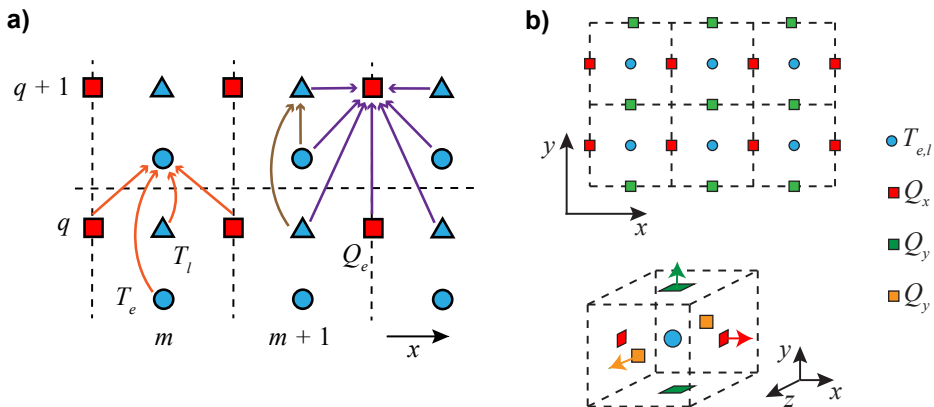 a)
q + 1
q
T_l
Q_e
T_e
m
m + 1
x
b)
y
x
T_{e,l}
Q_x
Q_y
Q_y
y
z
x